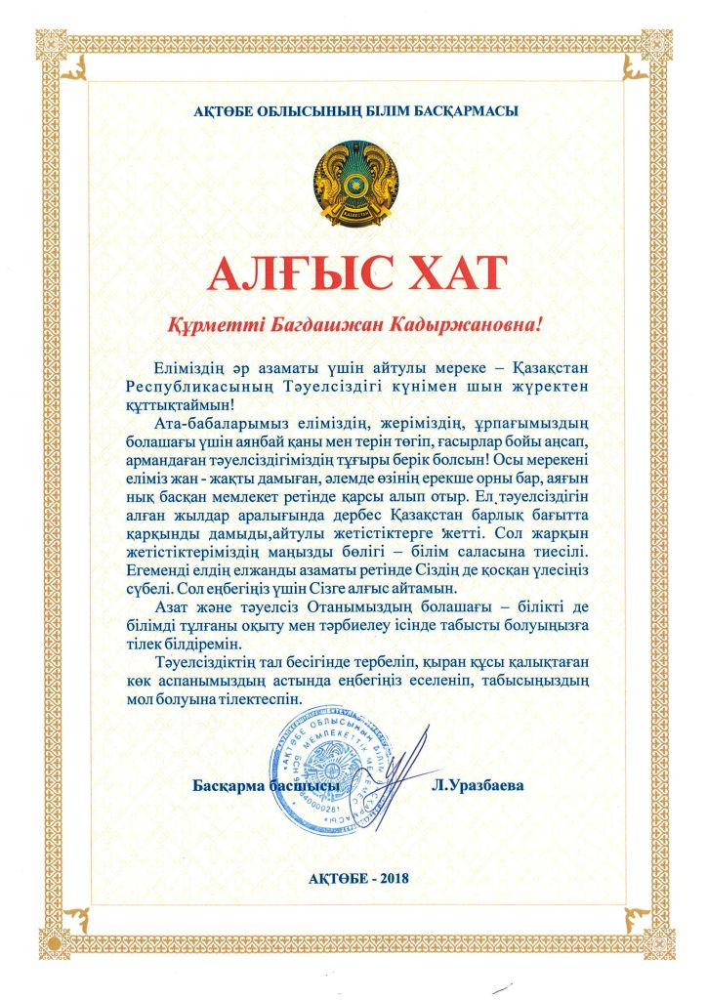 АҚТӨБЕ ОБЛЫСЫНЫҢ БІЛІМ БАСҚАРМАСЫ
ҚАЗАҚСТАН
АЛҒЫС ХАТ
Құрметті Багдашжан Кадыржановна!
Еліміздің әр азаматы үшін айтулы мереке – Қазақстан
Республикасының Тәуелсіздігі күнімен шын жүректен
құттықтаймын!
Ата-бабаларымыз еліміздің, жеріміздің, ұрпағымыздың
болашағы үшін аянбай қаны мен терін төгіп, ғасырлар бойы аңсап,
армандаған тәуелсіздігіміздің тұғыры берік болсын! Осы мерекені
еліміз жан - жақты дамыған, әлемде өзінің ерекше орны бар, аяғын
нық басқан мемлекет ретінде қарсы алып отыр. Ел тәуелсіздігін
алған жылдар аралығында дербес Қазақстан барлық бағытта
қарқынды дамыды,айтулы жетістіктерге жетті. Сол жарқын
жетістіктеріміздің маңызды бөлігі – білім саласына тиесілі.
Егеменді елдің елжанды азаматы ретінде Сіздің де қосқан үлесіңіз
сүбелі. Сол еңбегіңіз үшін Сізге алғыс айтамын.
Азат және тәуелсіз Отанымыздың болашағы – білікті де
білімді тұлғаны оқыту мен тәрбиелеу ісінде табысты болуыңызға
тілек білдіремін.
Тәуелсіздіктің тал бесігінде тербеліп, қыран құсы қалықтаған
көк аспанымыздың астында еңбегіңіз еселеніп, табысыңыздың
мол болуына тілектеспін.
«АҚТӨБЕ ОБЛЫСЫНЫҢ БІЛІМ БАСҚАРМАСЫ»
МЕМЛЕКЕТТІК МЕКЕМЕСІ
Басқарма басшысы Л.Уразбаева
АҚТӨБЕ - 2018